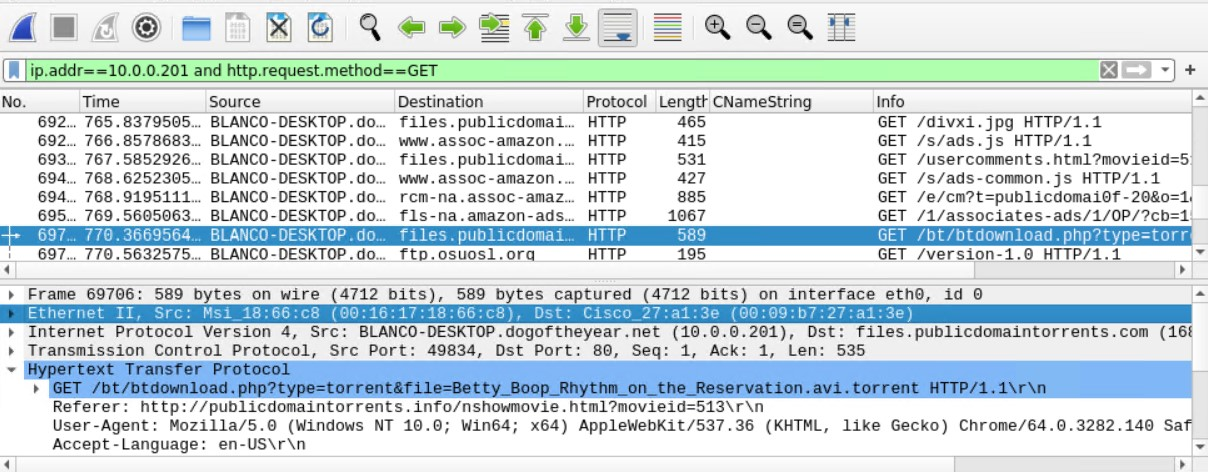 ip.addr==10.0.0.201 and http.request.method==GET
No. Time Source Destination Protocol Length CNameString Info
692… 765.8379505… BLANCO-DESKTOP.do… files.publicdomai… HTTP 465 GET /divxi.jpg HTTP/1.1
692… 766.8578683… BLANCO-DESKTOP.do… www.assoc-amazon.… HTTP 415 GET /s/ads.js HTTP/1.1
693… 767.5852926… BLANCO-DESKTOP.do… files.publicdomai… HTTP 531 GET /usercomments.html?movieid=5
694… 768.6252305… BLANCO-DESKTOP.do… www.assoc-amazon.… HTTP 427 GET /s/ads-common.js HTTP/1.1
694… 768.9195111… BLANCO-DESKTOP.do… rcm-na.assoc-amaz… HTTP 885 GET /e/cm?t=publicdomai0f-20&o=1
695… 769.5605063… BLANCO-DESKTOP.do… fls-na.amazon-ads… HTTP 1067 GET /1/associates-ads/1/OP/?cb=1
697… 770.3669564… BLANCO-DESKTOP.do… files.publicdomai… HTTP 589 GET /bt/btdownload.php?type=torr
697… 770.5632575… BLANCO-DESKTOP.do… ftp.osuosl.org HTTP 195 GET /version-1.0 HTTP/1.1
Frame 69706: 589 bytes on wire (4712 bits), 589 bytes captured (4712 bits) on interface eth0, id 0
Ethernet II, Src: Msi_18:66:c8 (00:16:17:18:66:c8), Dst: Cisco_27:a1:3e (00:09:b7:27:a1:3e)
Internet Protocol Version 4, Src: BLANCO-DESKTOP.dogoftheyear.net (10.0.0.201), Dst: files.publicdomaintorrents.com (168
Transmission Control Protocol, Src Port: 49834, Dst Port: 80, Seq: 1, Ack: 1, Len: 535
Hypertext Transfer Protocol
GET /bt/btdownload.php?type=torrent&file=Betty_Boop_Rhythm_on_the_Reservation.avi.torrent HTTP/1.1\r\n
Referer: http://publicdomaintorrents.info/nshowmovie.html?movieid=513\r\n
User-Agent: Mozilla/5.0 (Windows NT 10.0; Win64; x64) AppleWebKit/537.36 (KHTML, like Gecko) Chrome/64.0.3282.140 Saf
Accept-Language: en-US\r\n